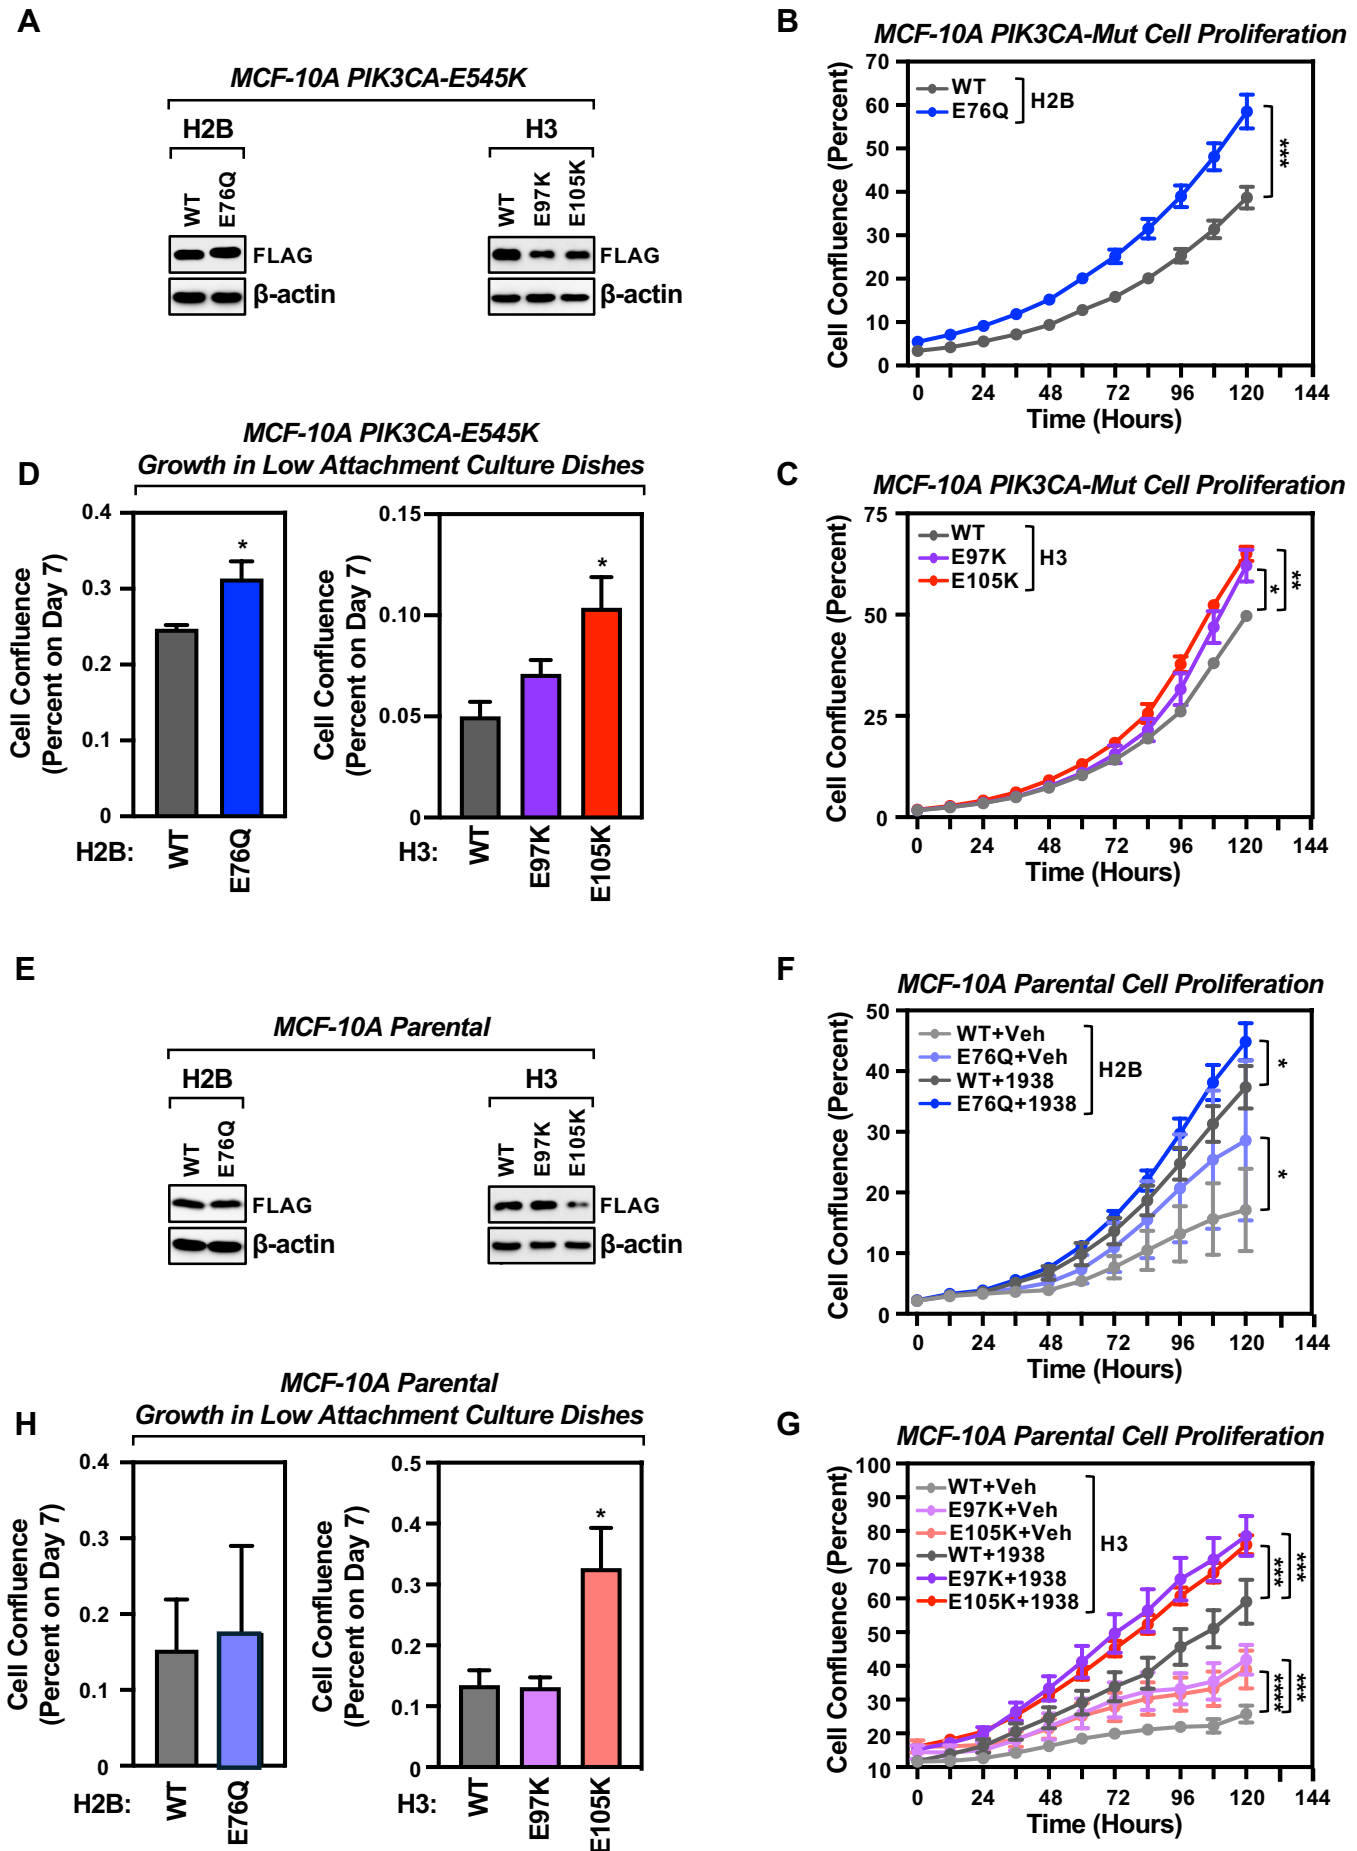 A
MCF-10A PIK3CA-E545K
H2B
H3
WT
E76Q
WT
E97K
E105K
FLAG
β-actin
FLAG
β-actin
B
MCF-10A PIK3CA-Mut Cell Proliferation
Cell Confluence (Percent)
70
60
50
40
30
20
10
0
WT
E76Q
H2B
***
0
24
48
72
96
120
144
Time (Hours)
D
MCF-10A PIK3CA-E545K
Growth in Low Attachment Culture Dishes
Cell Confluence
(Percent on Day 7)
0.4
0.3
0.2
0.1
0
*
H2B:
WT
E76Q
Cell Confluence
(Percent on Day 7)
0.15
0.10
0.05
0
*
H3:
WT
E97K
E105K
C
MCF-10A PIK3CA-Mut Cell Proliferation
Cell Confluence (Percent)
75
50
25
0
WT
E97K
E105K
H3
*
**
0
24
48
72
96
120
144
Time (Hours)
E
MCF-10A Parental
H2B
H3
WT
E76Q
WT
E97K
E105K
FLAG
β-actin
FLAG
β-actin
F
MCF-10A Parental Cell Proliferation
Cell Confluence (Percent)
50
40
30
20
10
0
WT+Veh
E76Q+Veh
WT+1938
E76Q+1938
H2B
*
*
0
24
48
72
96
120
144
Time (Hours)
H
MCF-10A Parental
Growth in Low Attachment Culture Dishes
Cell Confluence
(Percent on Day 7)
0.4
0.3
0.2
0.1
0
H2B:
WT
E76Q
Cell Confluence
(Percent on Day 7)
0.5
0.4
0.3
0.2
0.1
0
*
H3:
WT
E97K
E105K
G
MCF-10A Parental Cell Proliferation
Cell Confluence (Percent)
100
90
80
70
60
50
40
30
20
10
WT+Veh
E97K+Veh
E105K+Veh
WT+1938
E97K+1938
E105K+1938
H3
***
***
****
***
0
24
48
72
96
120
144
Time (Hours)